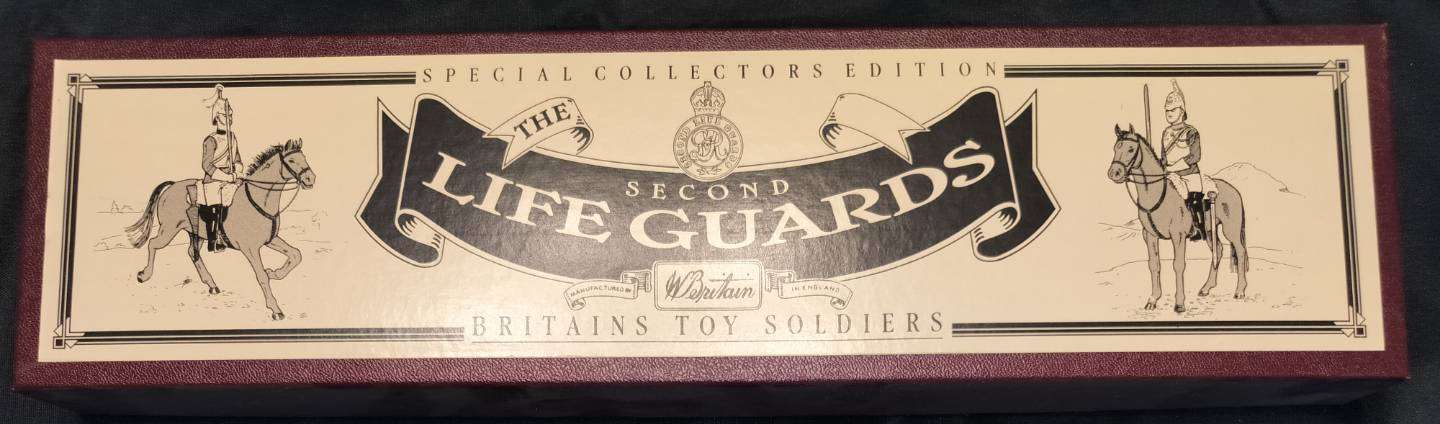 SPECIAL COLLECTORS EDITION
THE
SECOND
LIFE GUARDS
MANUFACTURED BY
W Britain
IN ENGLAND
BRITAINS TOY SOLDIERS